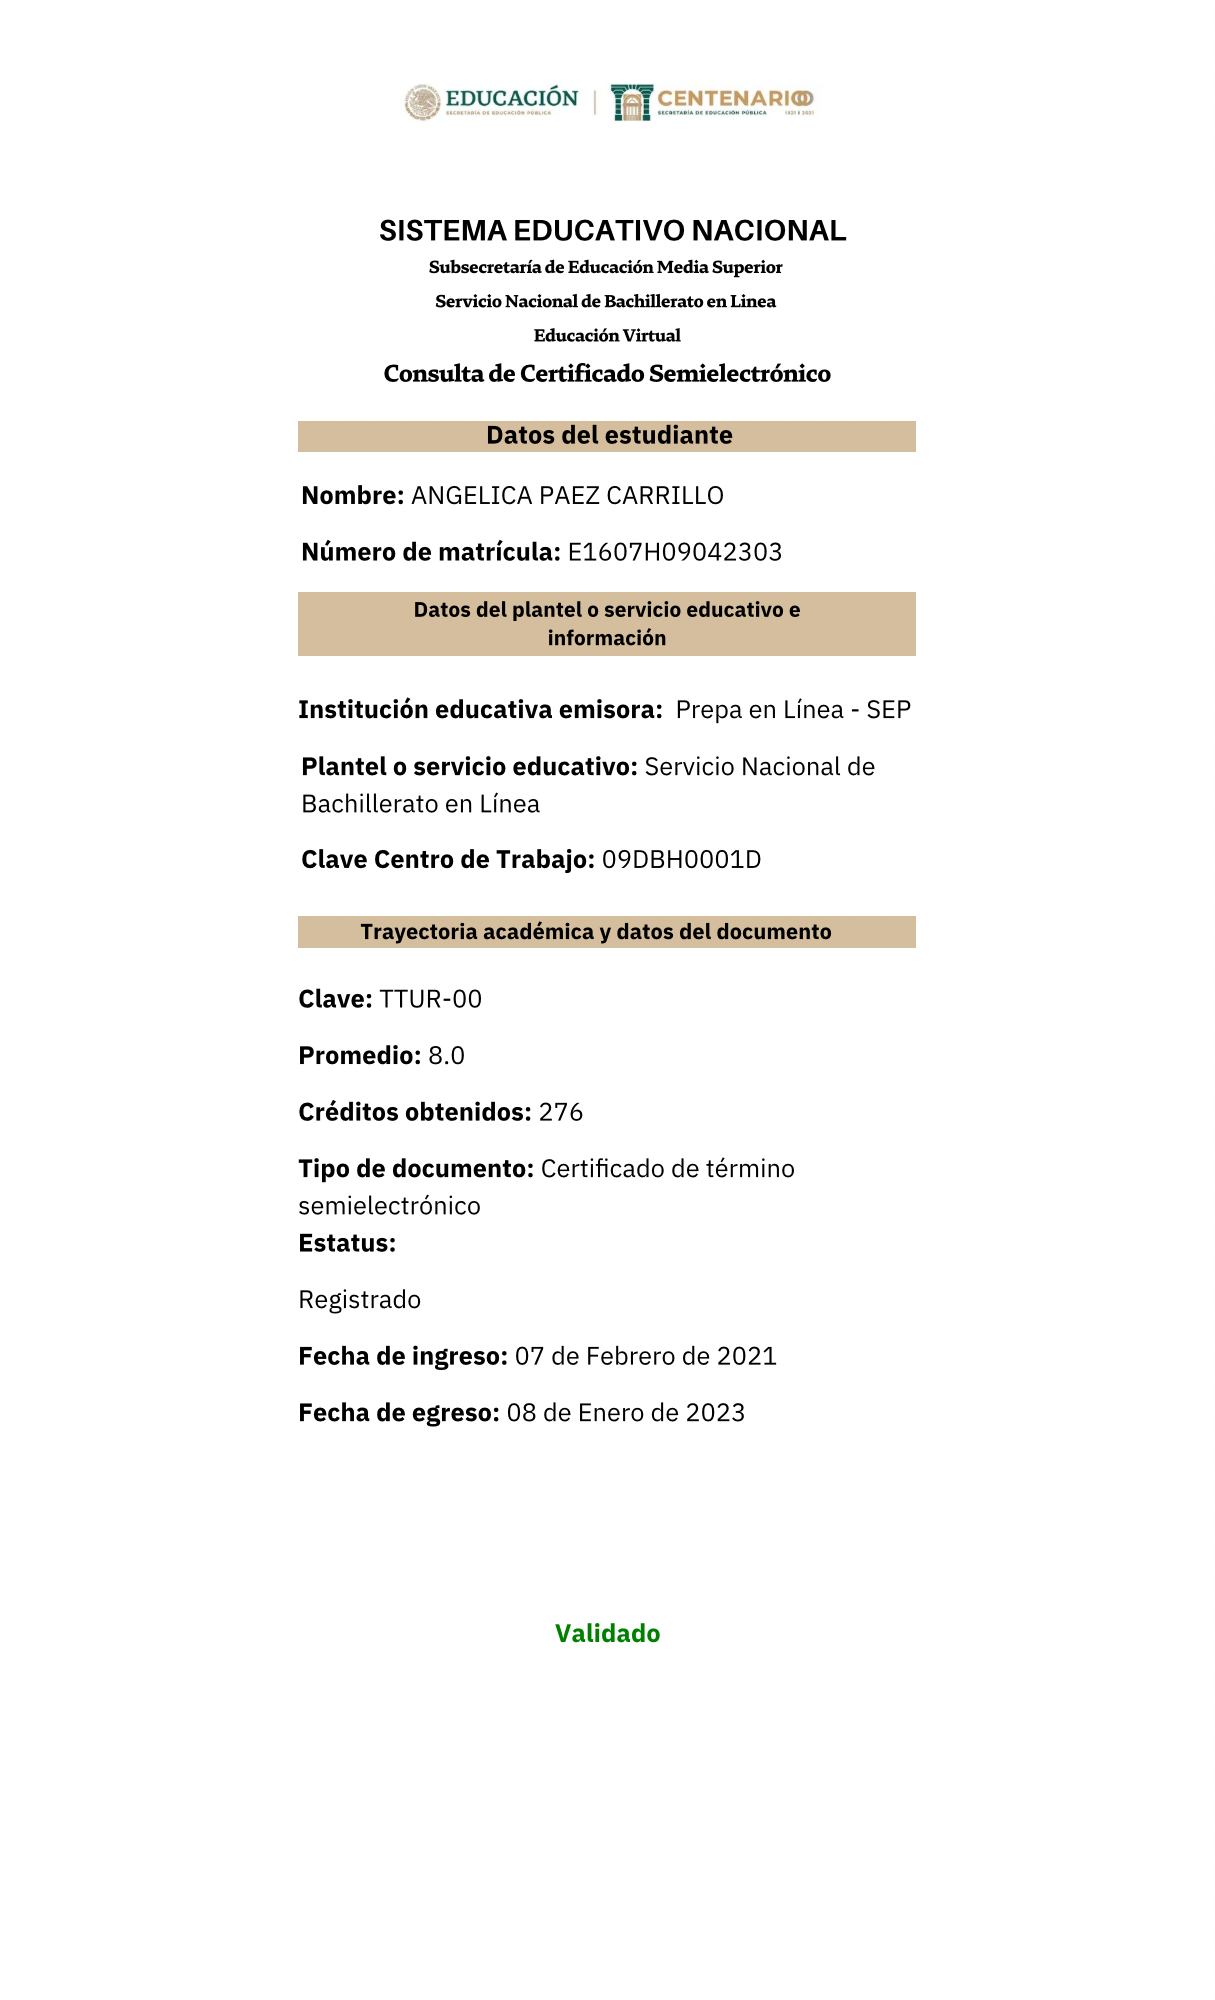 EDUCACIÓN
SECRETARÍA DE EDUCACIÓN PÚBLICA
CENTENARIO
SECRETARÍA DE EDUCACIÓN PÚBLICA 1921 2021
SISTEMA EDUCATIVO NACIONAL
Subsecretaría de Educación Media Superior
Servicio Nacional de Bachillerato en Linea
Educación Virtual
Consulta de Certificado Semielectrónico
Datos del estudiante
Nombre: ANGELICA PAEZ CARRILLO
Número de matrícula: E1607H09042303
Datos del plantel o servicio educativo e
información
Institución educativa emisora: Prepa en Línea - SEP
Plantel o servicio educativo: Servicio Nacional de
Bachillerato en Línea
Clave Centro de Trabajo: 09DBH0001D
Trayectoria académica y datos del documento
Clave: TTUR-00
Promedio: 8.0
Créditos obtenidos: 276
Tipo de documento: Certificado de término
semielectrónico
Estatus:
Registrado
Fecha de ingreso: 07 de Febrero de 2021
Fecha de egreso: 08 de Enero de 2023
Validado